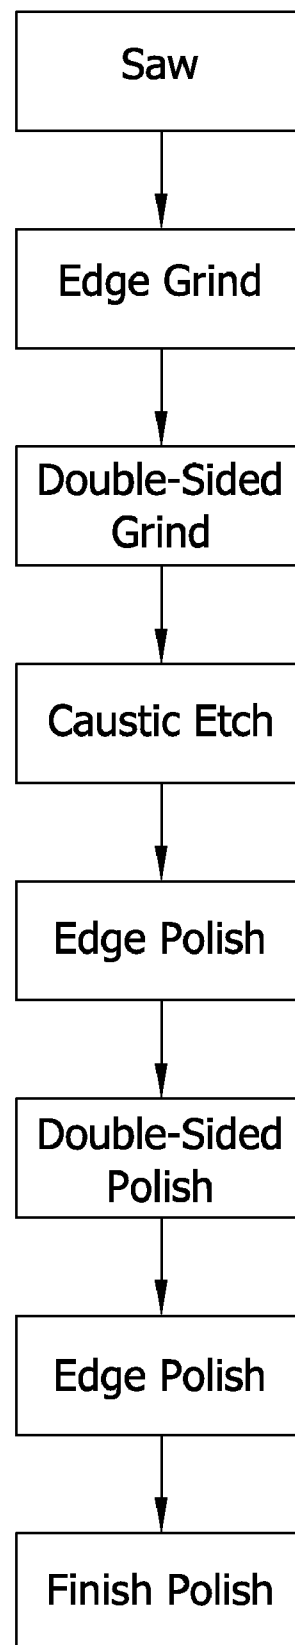 Saw
Edge Grind
Double-Sided
Grind
Caustic Etch
Edge Polish
Double-Sided
Polish
Edge Polish
Finish Polish